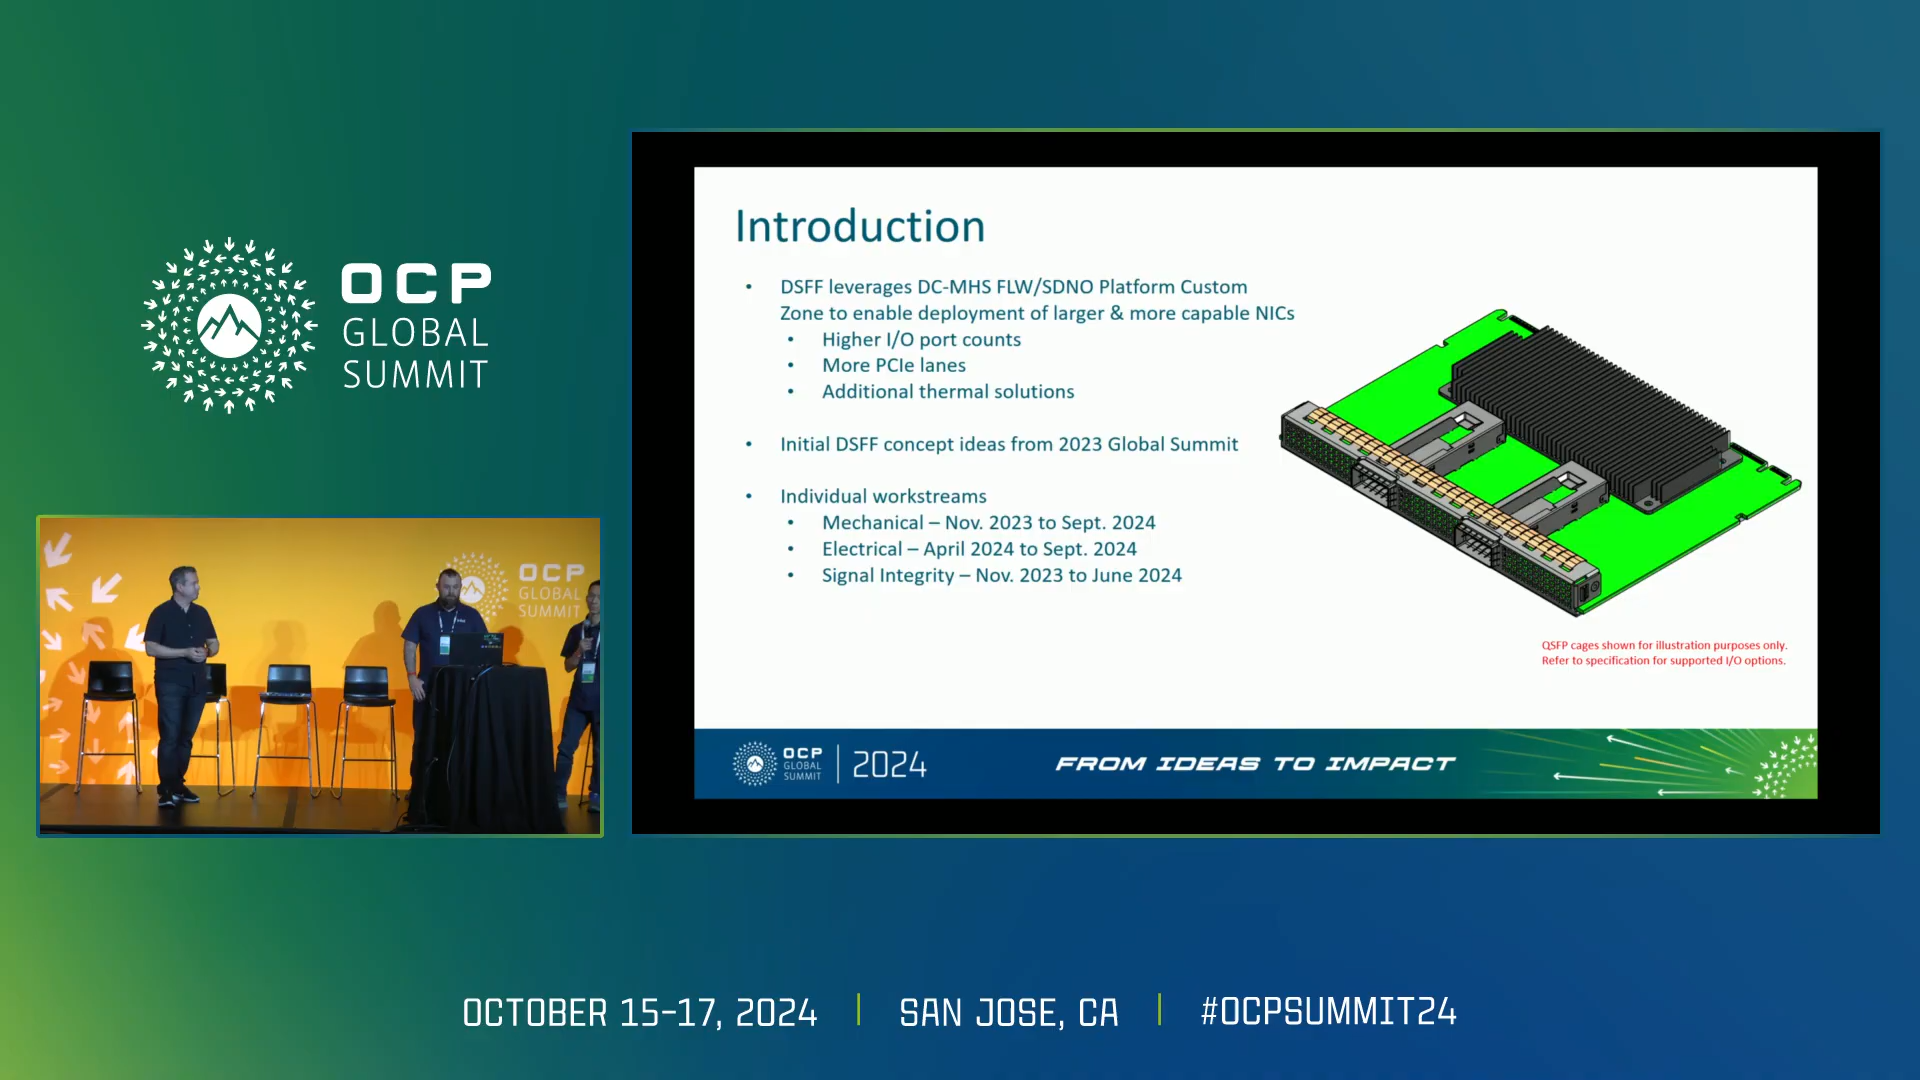 OCP
GLOBAL
SUMMIT
OCP
GLOBAL
SUMMIT
Introduction
• DSFF leverages DC-MHS FLW/SDNO Platform Custom
Zone to enable deployment of larger & more capable NICs
• Higher I/O port counts
• More PCIe lanes
• Additional thermal solutions
• Initial DSFF concept ideas from 2023 Global Summit
• Individual workstreams
• Mechanical – Nov. 2023 to Sept. 2024
• Electrical – April 2024 to Sept. 2024
• Signal Integrity – Nov. 2023 to June 2024
QSFP cages shown for illustration purposes only.
Refer to specification for supported I/O options.
OCP
GLOBAL
SUMMIT
2024
FROM IDEAS TO IMPACT
OCTOBER 15-17, 2024 | SAN JOSE, CA | #OCPSUMMIT24